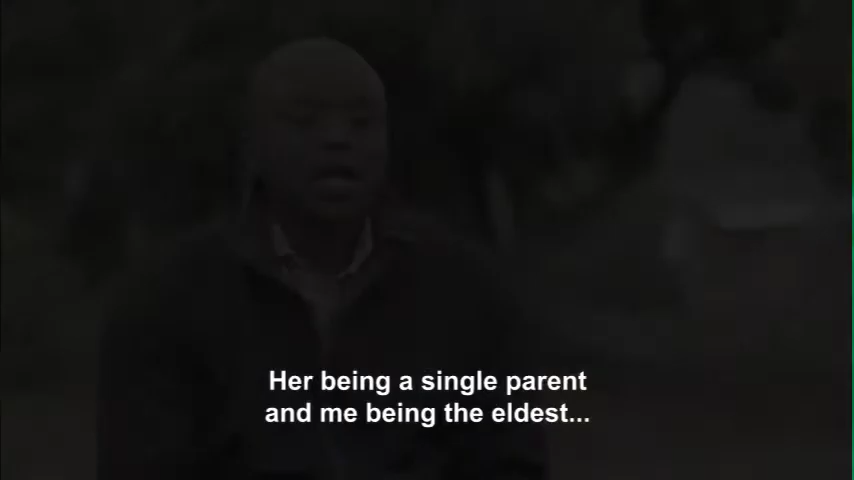 Her being a single parent
and me being the eldest...